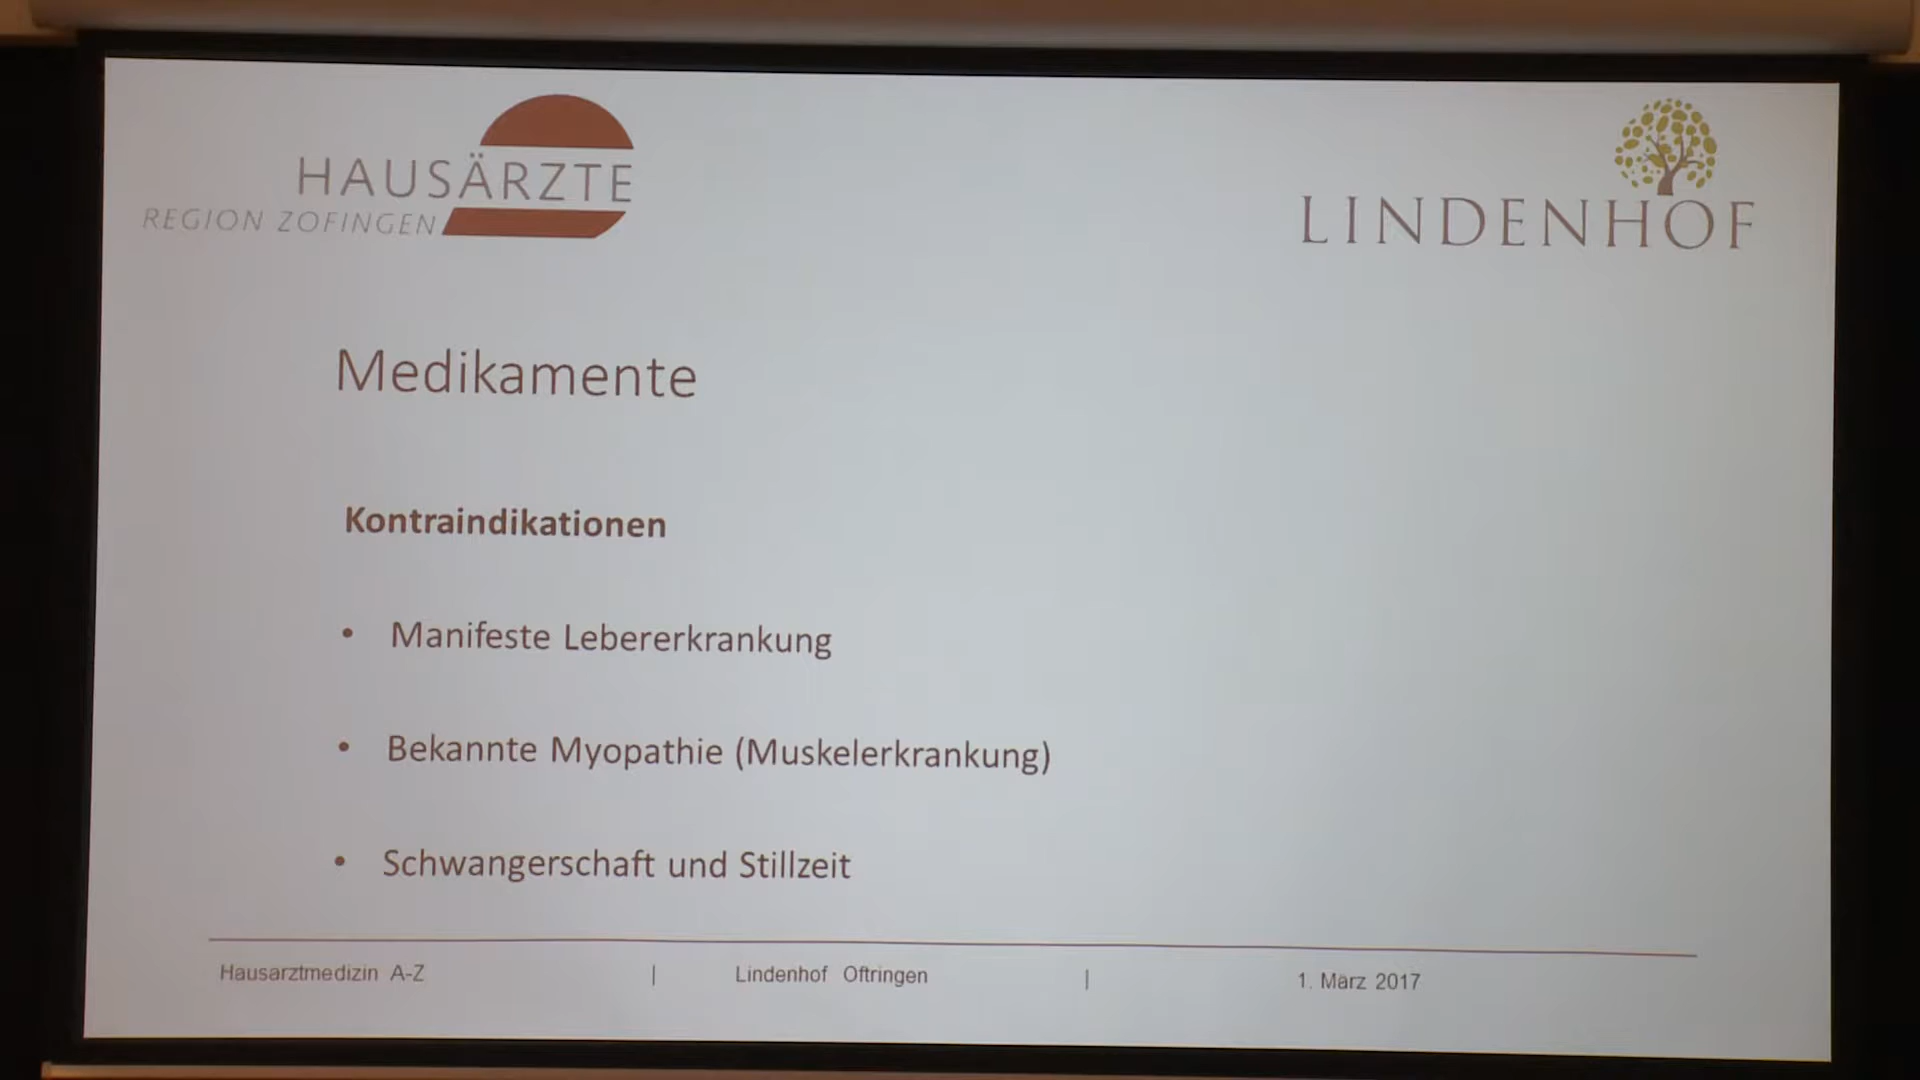 HAUSÄRZTE
REGION ZOFINGEN
LINDENHOF
Medikamente
Kontraindikationen
• Manifeste Lebererkrankung
• Bekannte Myopathie (Muskelerkrankung)
• Schwangerschaft und Stillzeit
Hausarztmedizin A-Z | Lindenhof Oftringen | 1. März 2017